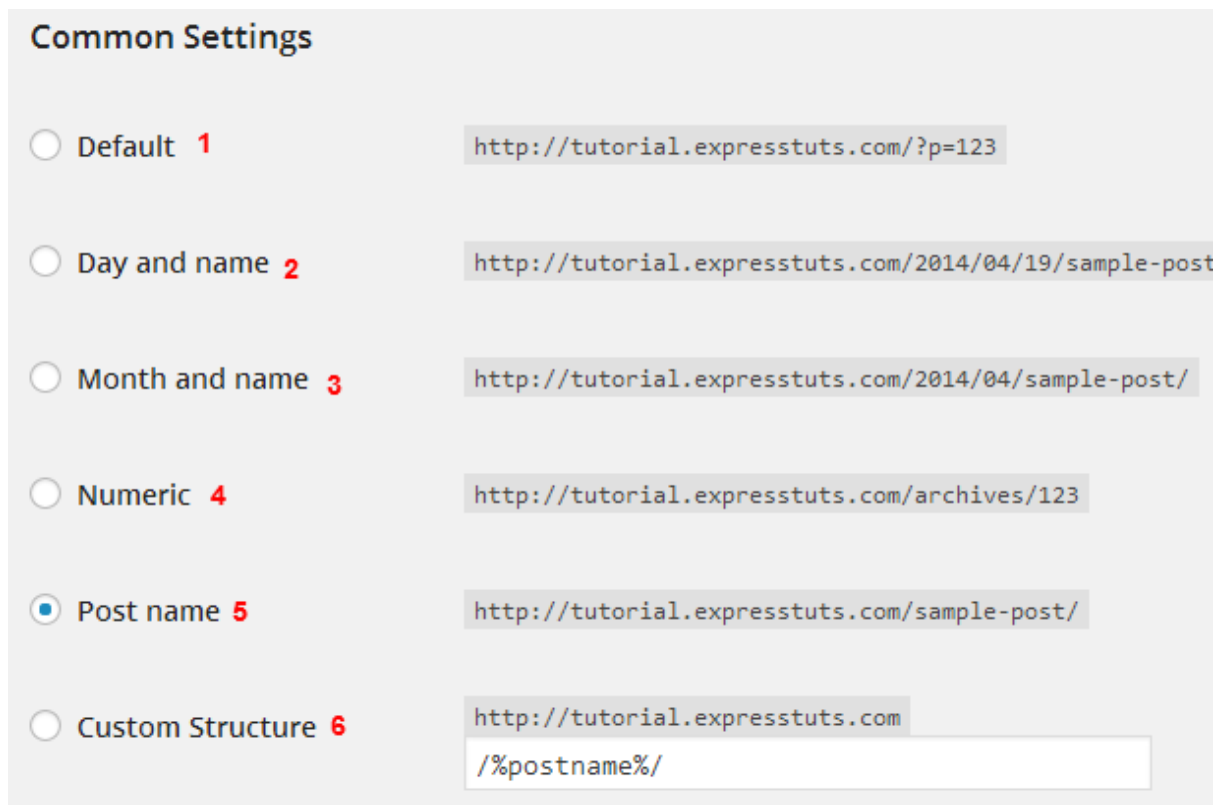 Common Settings
Default 1 http://tutorial.expresstuts.com/?p=123
Day and name 2 http://tutorial.expresstuts.com/2014/04/19/sample-post
Month and name 3 http://tutorial.expresstuts.com/2014/04/sample-post/
Numeric 4 http://tutorial.expresstuts.com/archives/123
Post name 5 http://tutorial.expresstuts.com/sample-post/
Custom Structure 6 http://tutorial.expresstuts.com
/%postname%/